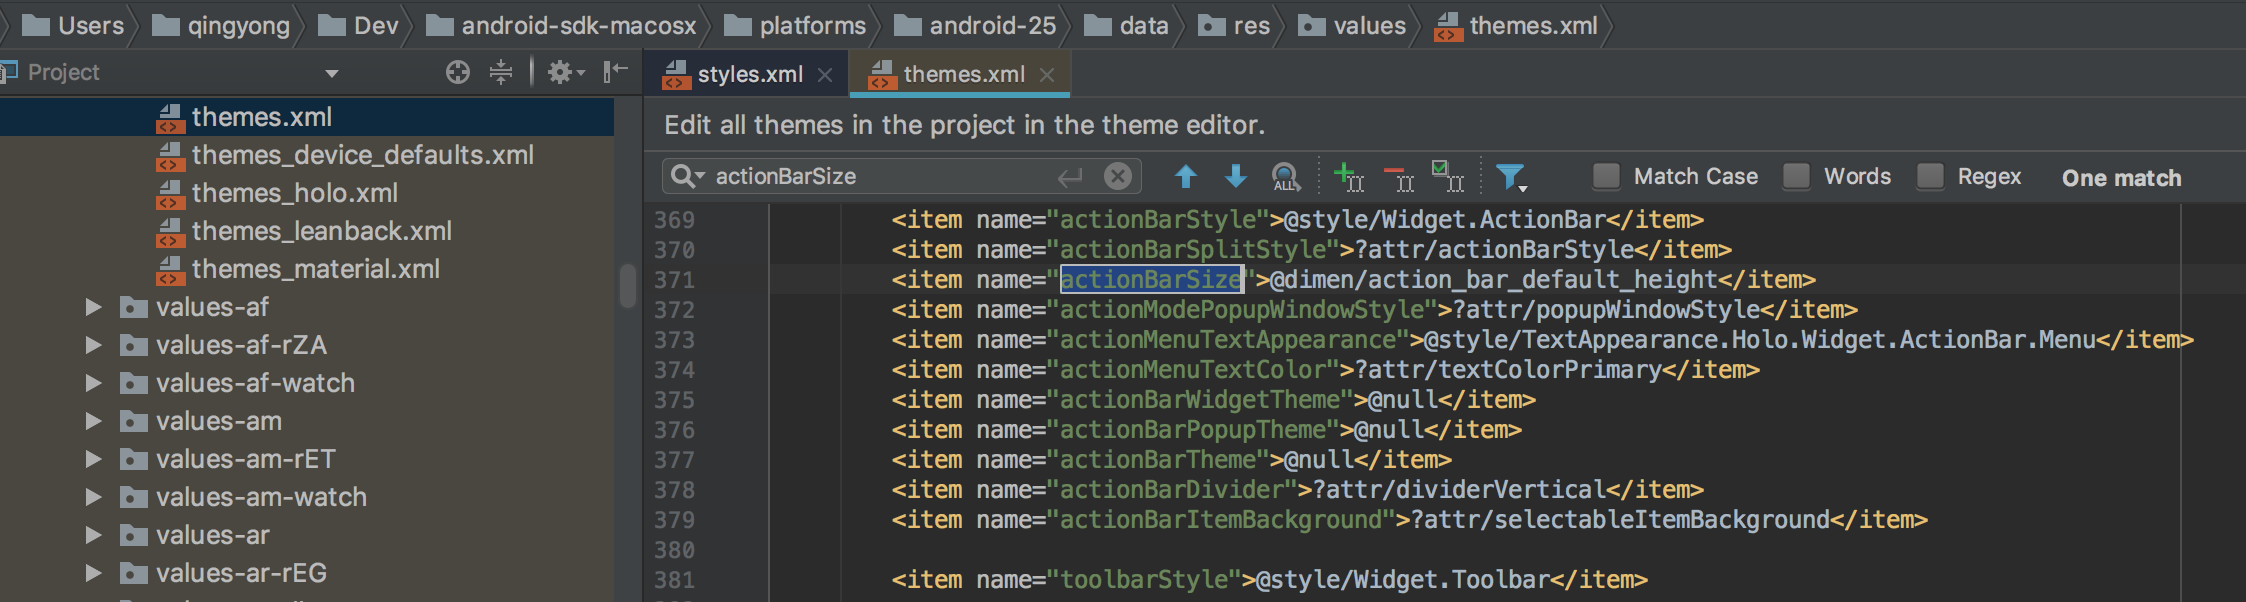 Users qingyong Dev android-sdk-macosx platforms android-25 data res values themes.xml
Project
styles.xml themes.xml
themes.xml
themes_device_defaults.xml
themes_holo.xml
themes_leanback.xml
themes_material.xml
values-af
values-af-rZA
values-af-watch
values-am
values-am-rET
values-am-watch
values-ar
values-ar-rEG
Edit all themes in the project in the theme editor.
actionBarSize ALL Match Case Words Regex One match
369 <item name="actionBarStyle">@style/Widget.ActionBar</item>
370 <item name="actionBarSplitStyle">?attr/actionBarStyle</item>
371 <item name="actionBarSize">@dimen/action_bar_default_height</item>
372 <item name="actionModePopupWindowStyle">?attr/popupWindowStyle</item>
373 <item name="actionMenuTextAppearance">@style/TextAppearance.Holo.Widget.ActionBar.Menu</item>
374 <item name="actionMenuTextColor">?attr/textColorPrimary</item>
375 <item name="actionBarWidgetTheme">@null</item>
376 <item name="actionBarPopupTheme">@null</item>
377 <item name="actionBarTheme">@null</item>
378 <item name="actionBarDivider">?attr/dividerVertical</item>
379 <item name="actionBarItemBackground">?attr/selectableItemBackground</item>
380
381 <item name="toolbarStyle">@style/Widget.Toolbar</item>